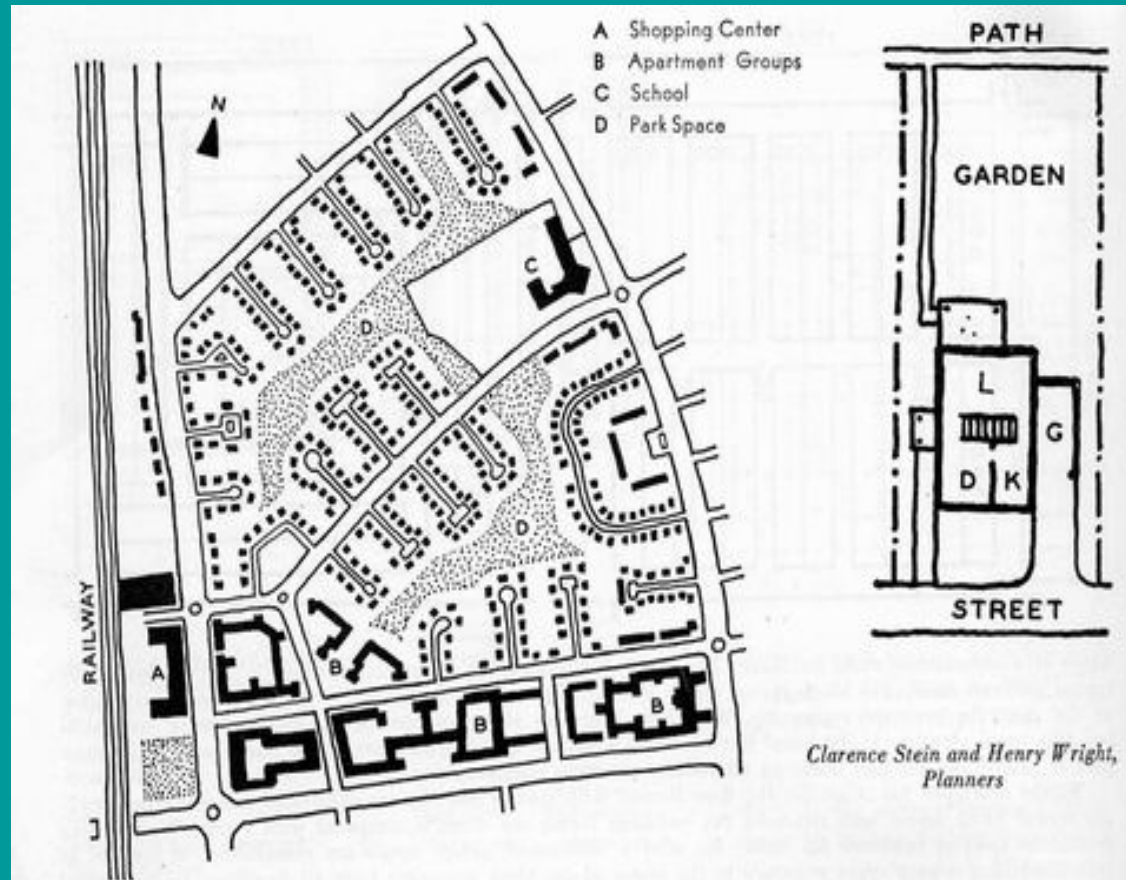 A Shopping Center
B Apartment Groups
C School
D Park Space
N
C
D
D
RAILWAY
A
B
B
B
PATH
GARDEN
L
G
D K
STREET
Clarence Stein and Henry Wright,
Planners